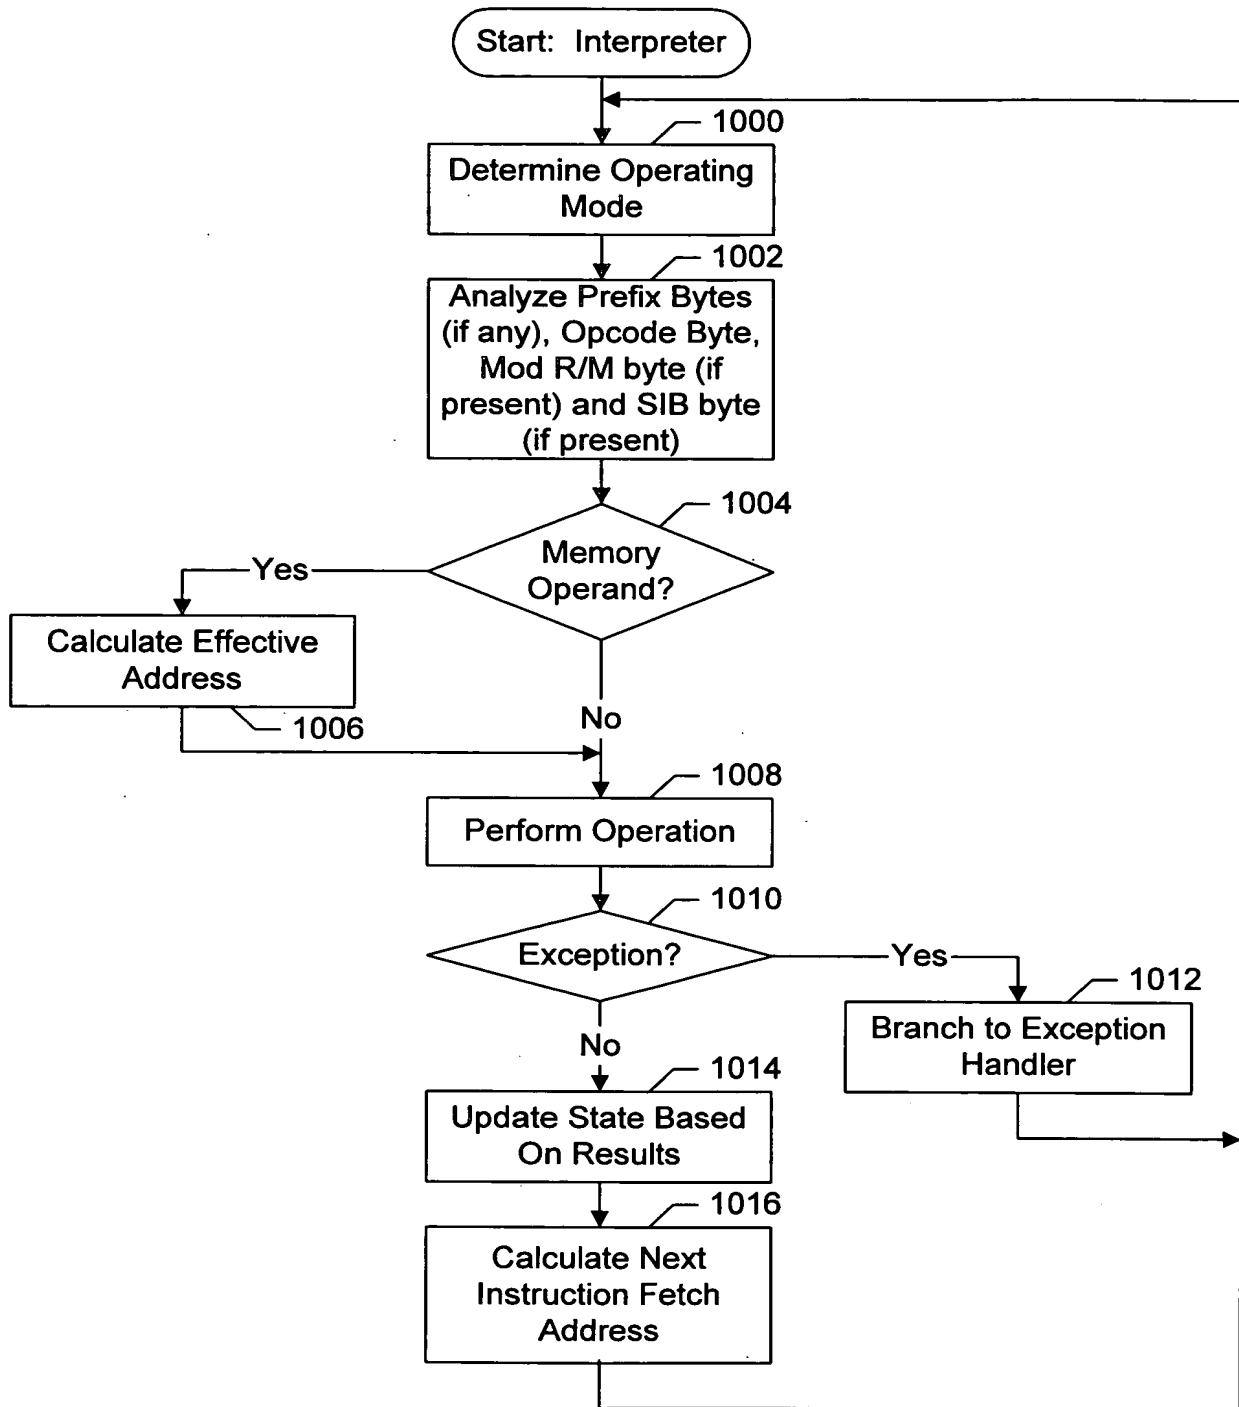 Start: Interpreter
1000
Determine Operating
Mode
1002
Analyze Prefix Bytes
(if any), Opcode Byte,
Mod R/M byte (if
present) and SIB byte
(if present)
1004
Memory
Operand?
Yes
Calculate Effective
Address
1006
No
1008
Perform Operation
1010
Exception?
Yes
1012
Branch to Exception
Handler
No
1014
Update State Based
On Results
1016
Calculate Next
Instruction Fetch
Address